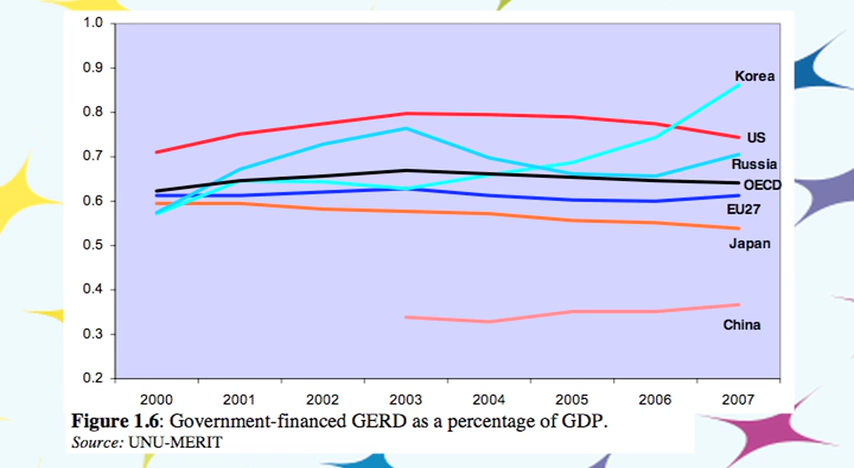 1.0
0.9
0.8
0.7
0.6
0.5
0.4
0.3
0.2
Korea
US
Russia
OECD
EU27
Japan
China
2000 2001 2002 2003 2004 2005 2006 2007
Figure 1.6: Government-financed GERD as a percentage of GDP.
Source: UNU-MERIT